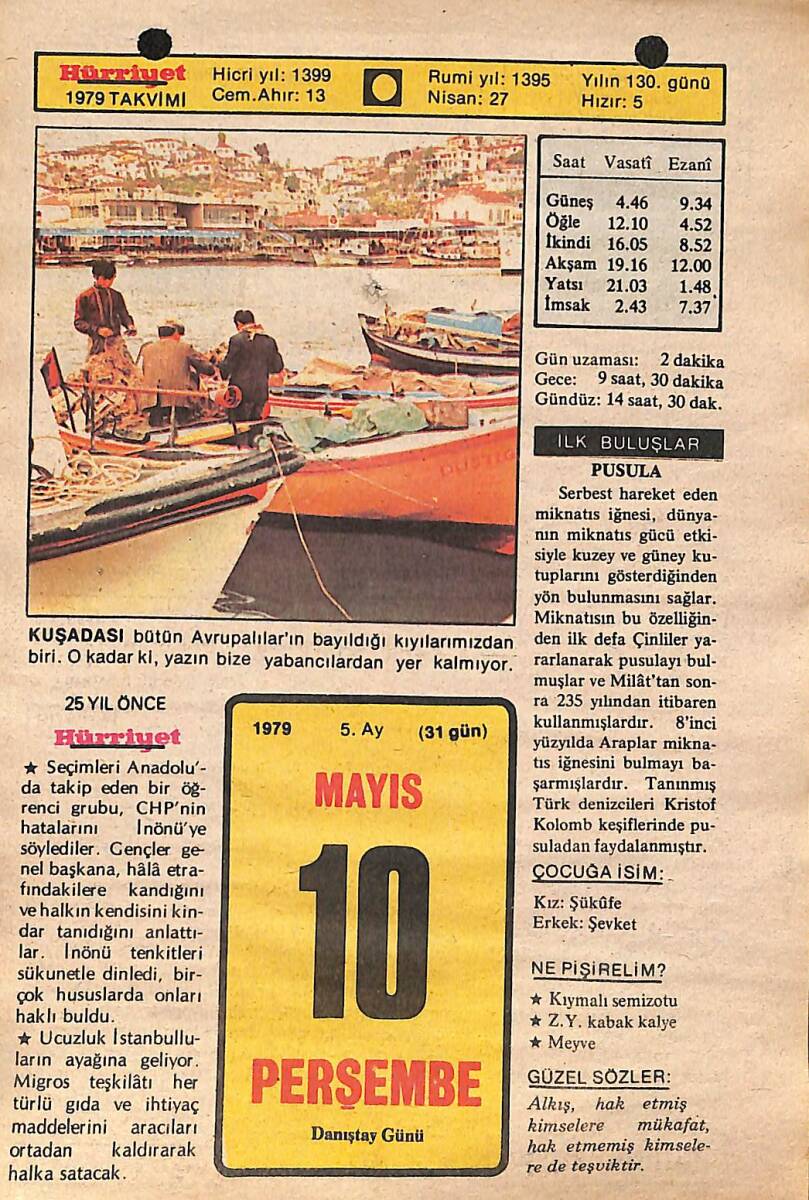 Hürriyet
1979 TAKVİMİ
Hicri yıl: 1399
Cem.Ahır: 13
Rumi yıl: 1395
Nisan: 27
Yılın 130. günü
Hızır: 5
Saat Vasatî Ezanî
Güneş 4.46 9.34
Öğle 12.10 4.52
İkindi 16.05 8.52
Akşam 19.16 12.00
Yatsı 21.03 1.48
İmsak 2.43 7.37
Gün uzaması: 2 dakika
Gece: 9 saat, 30 dakika
Gündüz: 14 saat, 30 dak.
KUŞADASI bütün Avrupalılar'ın bayıldığı kıyılarımızdan
biri. O kadar ki, yazın bize yabancılardan yer kalmıyor.
25 YIL ÖNCE
Hürriyet
★ Seçimleri Anadolu'-
da takip eden bir öğ-
renci grubu, CHP'nin
hatalarını İnönü'ye
söylediler. Gençler ge-
nel başkana, hâlâ etra-
fındakilere kandığını
ve halkın kendisini kin-
dar tanıdığını anlattı-
lar. İnönü tenkitleri
sükunetle dinledi, bir-
çok hususlarda onları
haklı buldu.
★ Ucuzluk İstanbullu-
ların ayağına geliyor.
Migros teşkilâtı her
türlü gıda ve ihtiyaç
maddelerini aracıları
ortadan kaldırarak
halka satacak.
1979 5. Ay (31 gün)
MAYIS
10
PERŞEMBE
Danıştay Günü
İLK BULUŞLAR
PUSULA
Serbest hareket eden
mıknatıs iğnesi, dünya-
nın mıknatıs gücü etki-
siyle kuzey ve güney ku-
tuplarını gösterdiğinden
yön bulunmasını sağlar.
Mıknatısın bu özelliğin-
den ilk defa Çinliler ya-
rarlanarak pusulayı bul-
muşlar ve Milât'tan son-
ra 235 yılından itibaren
kullanmışlardır. 8'inci
yüzyılda Araplar mıkna-
tıs iğnesini bulmayı ba-
şarmışlardır. Tanınmış
Türk denizcileri Kristof
Kolomb keşiflerinde pu-
suladan faydalanmıştır.
ÇOCUĞA İSİM:
Kız: Şükûfe
Erkek: Şevket
NE PİŞİRELİM?
★ Kıymalı semizotu
★ Z.Y. kabak kalye
★ Meyve
GÜZEL SÖZLER:
Alkış, hak etmiş
kimselere mükafat,
hak etmemiş kimsele-
re de teşviktir.